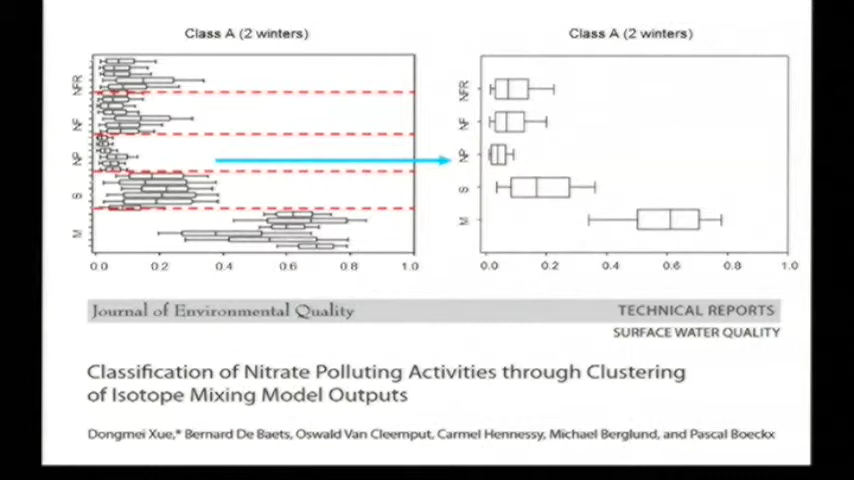 Class A (2 winters)
Class A (2 winters)
NFR
NF
NP
S
M
0.0 0.2 0.4 0.6 0.8 1.0
NFR
NF
NP
S
M
0.0 0.2 0.4 0.6 0.8 1.0
Journal of Environmental Quality
TECHNICAL REPORTS
SURFACE WATER QUALITY
Classification of Nitrate Polluting Activities through Clustering
of Isotope Mixing Model Outputs
Dongmei Xue,* Bernard De Baets, Oswald Van Cleemput, Carmel Hennessy, Michael Berglund, and Pascal Boeckx